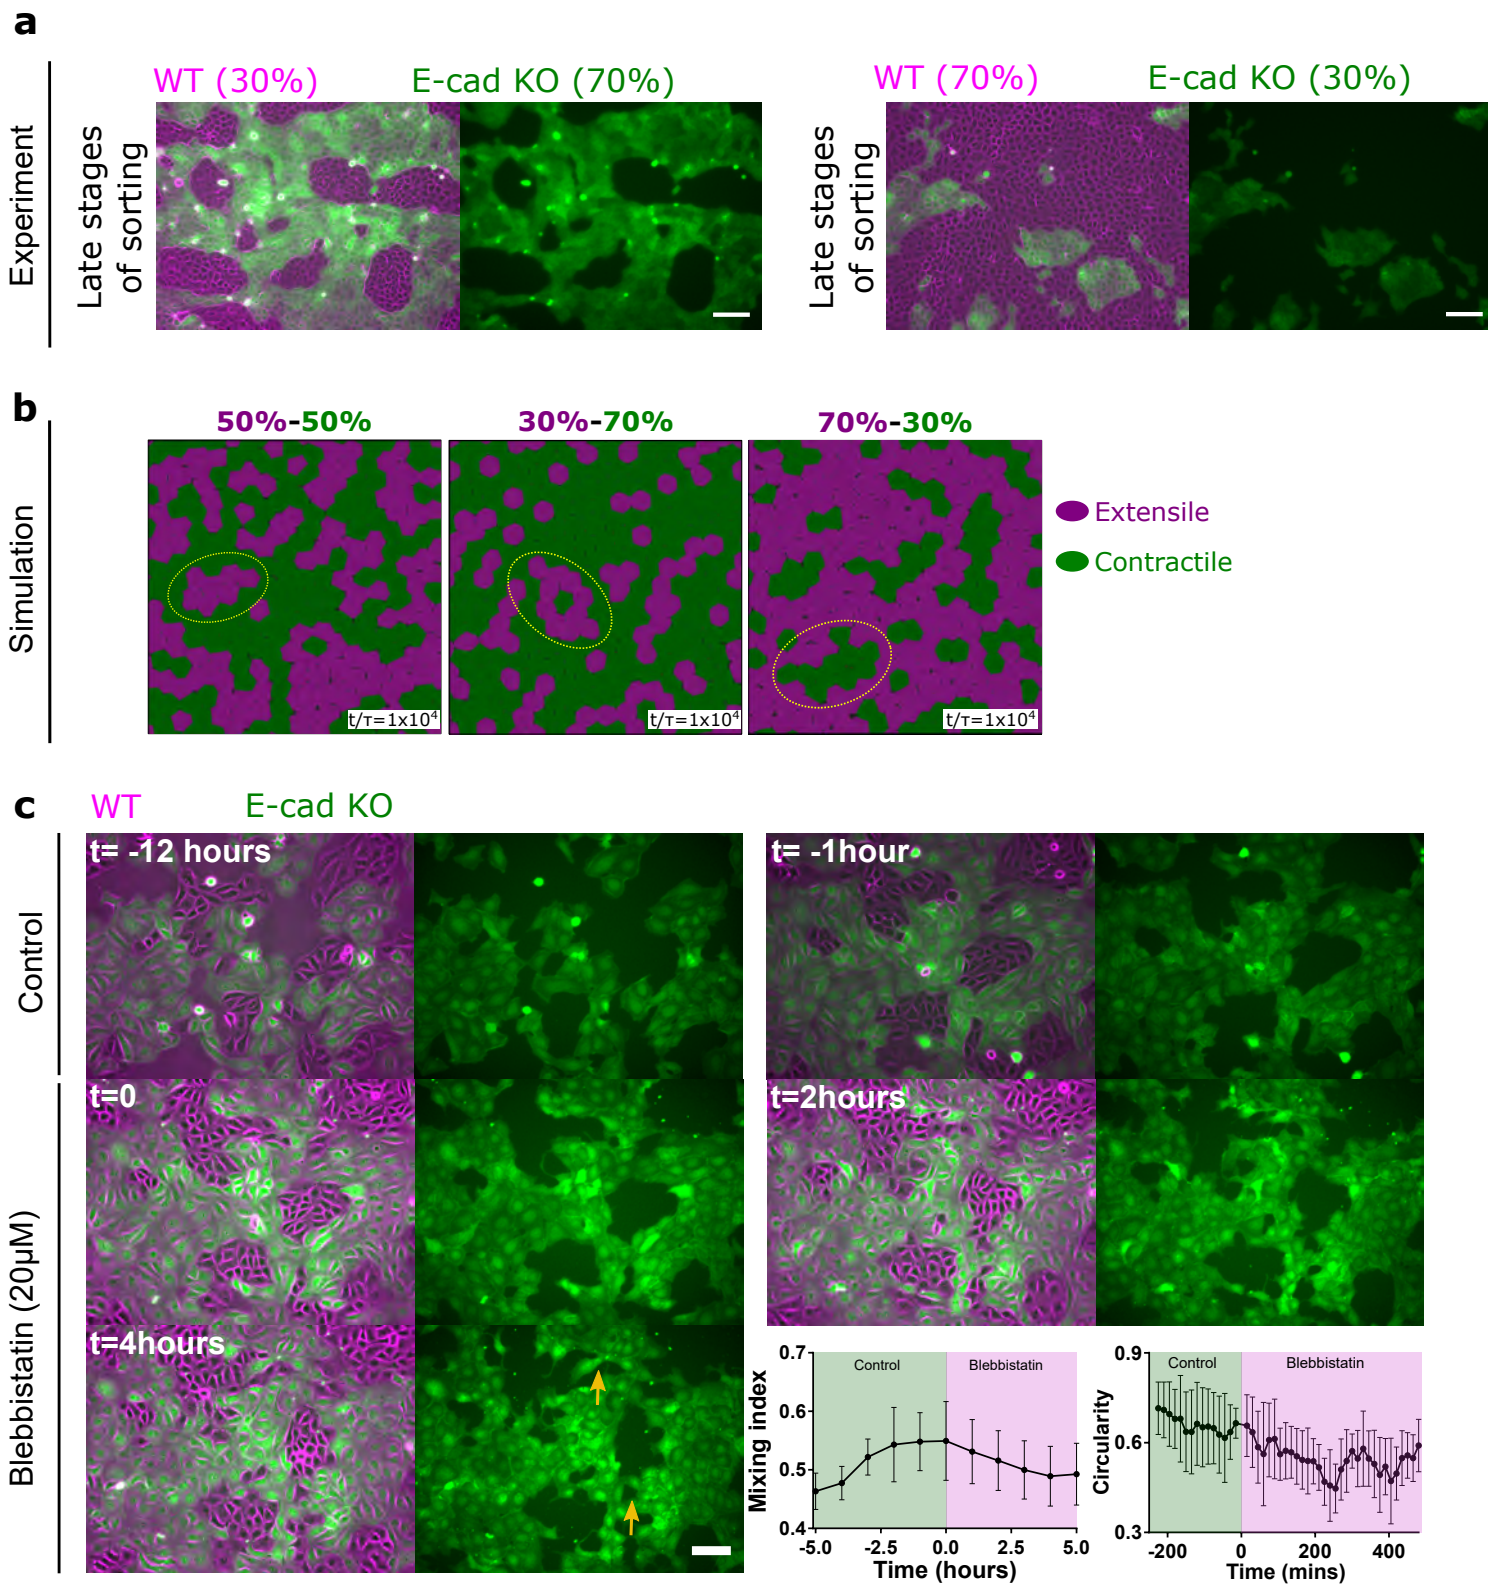 a
Experiment
WT (30%)
E-cad KO (70%)
Late stages
of sorting
WT (70%)
E-cad KO (30%)
Late stages
of sorting
b
Simulation
50%-50%
30%-70%
70%-30%
t/τ=1x10⁴
t/τ=1x10⁴
t/τ=1x10⁴
Extensile
Contractile
c
WT
E-cad KO
Control
t= -12 hours
t= -1hour
Blebbistatin (20μM)
t=0
t=2hours
t=4hours
Mixing index
0.7
0.6
0.5
0.4
Control
Blebbistatin
-5.0
-2.5
0.0
2.5
5.0
Time (hours)
Circularity
0.9
0.6
0.3
Control
Blebbistatin
-200
0
200
400
Time (mins)